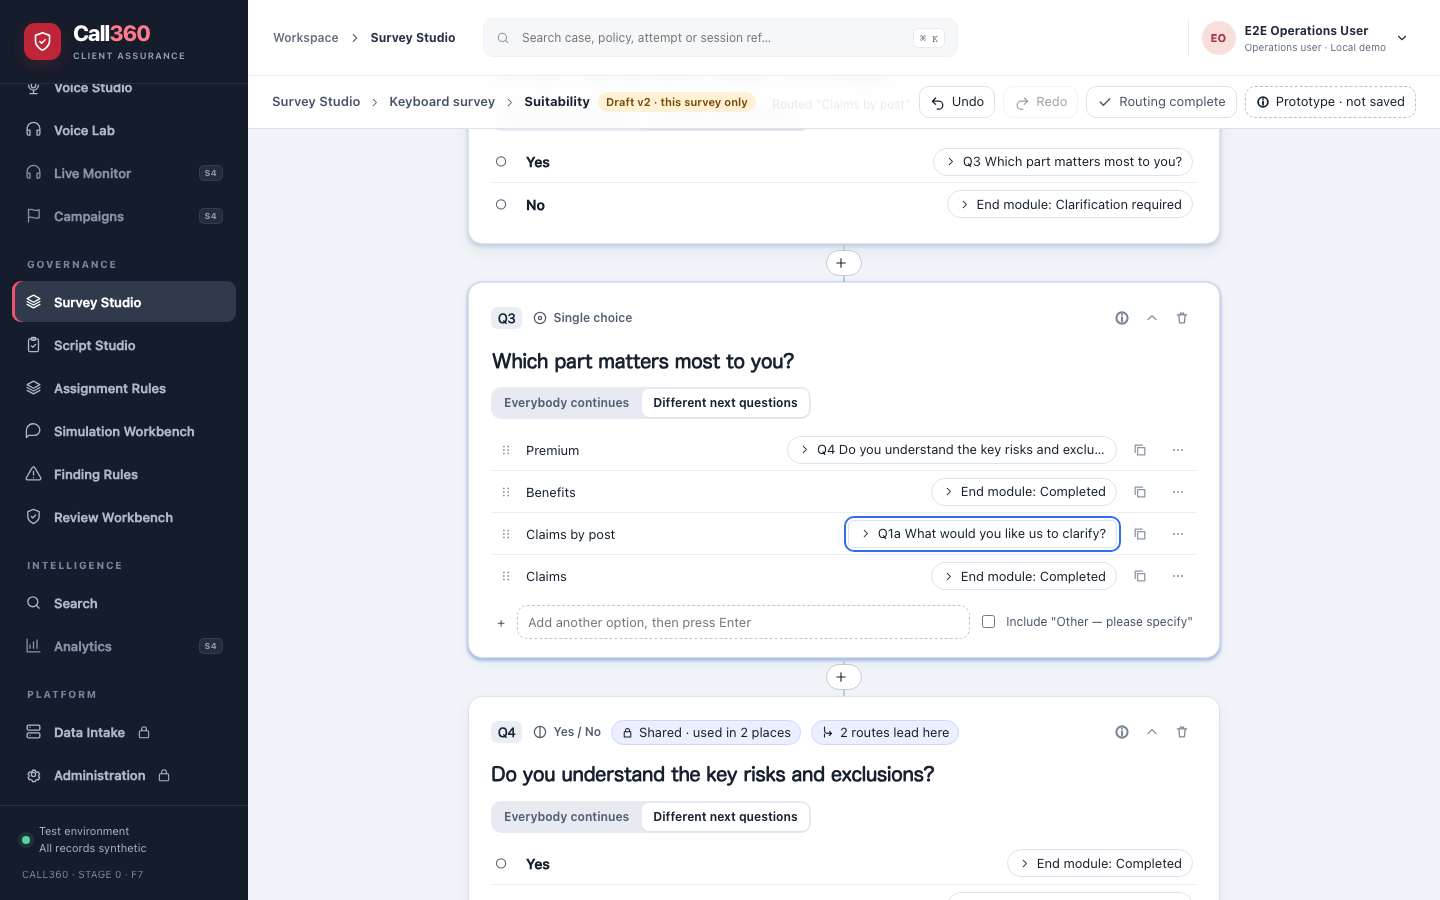 Call360
CLIENT ASSURANCE
Voice Studio
Voice Lab
Live Monitor S4
Campaigns S4
GOVERNANCE
Survey Studio
Script Studio
Assignment Rules
Simulation Workbench
Finding Rules
Review Workbench
INTELLIGENCE
Search
Analytics S4
PLATFORM
Data Intake
Administration
Test environment
All records synthetic
CALL360 · STAGE 0 · F7
Workspace > Survey Studio
Search case, policy, attempt or session ref...
⌘ K
EO
E2E Operations User
Operations user · Local demo
Survey Studio > Keyboard survey > Suitability
Draft v2 · this survey only
Routed "Claims by post"
Undo
Redo
Routing complete
Prototype · not saved
Yes
Q3 Which part matters most to you?
No
End module: Clarification required
+
Q3
Single choice
Which part matters most to you?
Everybody continues
Different next questions
Premium
Q4 Do you understand the key risks and exclu...
Benefits
End module: Completed
Claims by post
Q1a What would you like us to clarify?
Claims
End module: Completed
+ Add another option, then press Enter
Include "Other — please specify"
+
Q4
Yes / No
Shared · used in 2 places
2 routes lead here
Do you understand the key risks and exclusions?
Everybody continues
Different next questions
Yes
End module: Completed